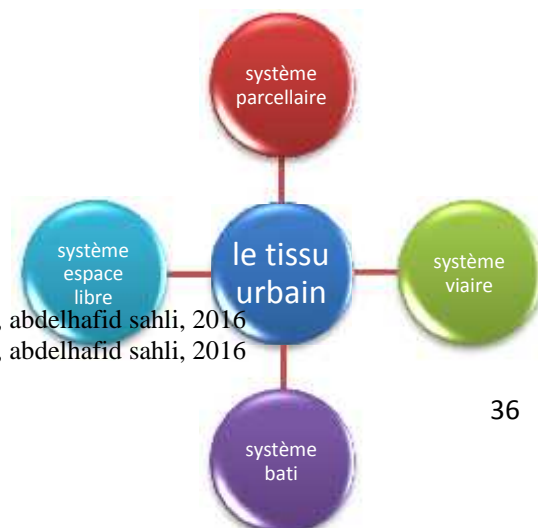 système
parcellaire
système
espace
libre
le tissu
urbain
système
viaire
, abdelhafid sahli, 2016
, abdelhafid sahli, 2016
36
système
bati